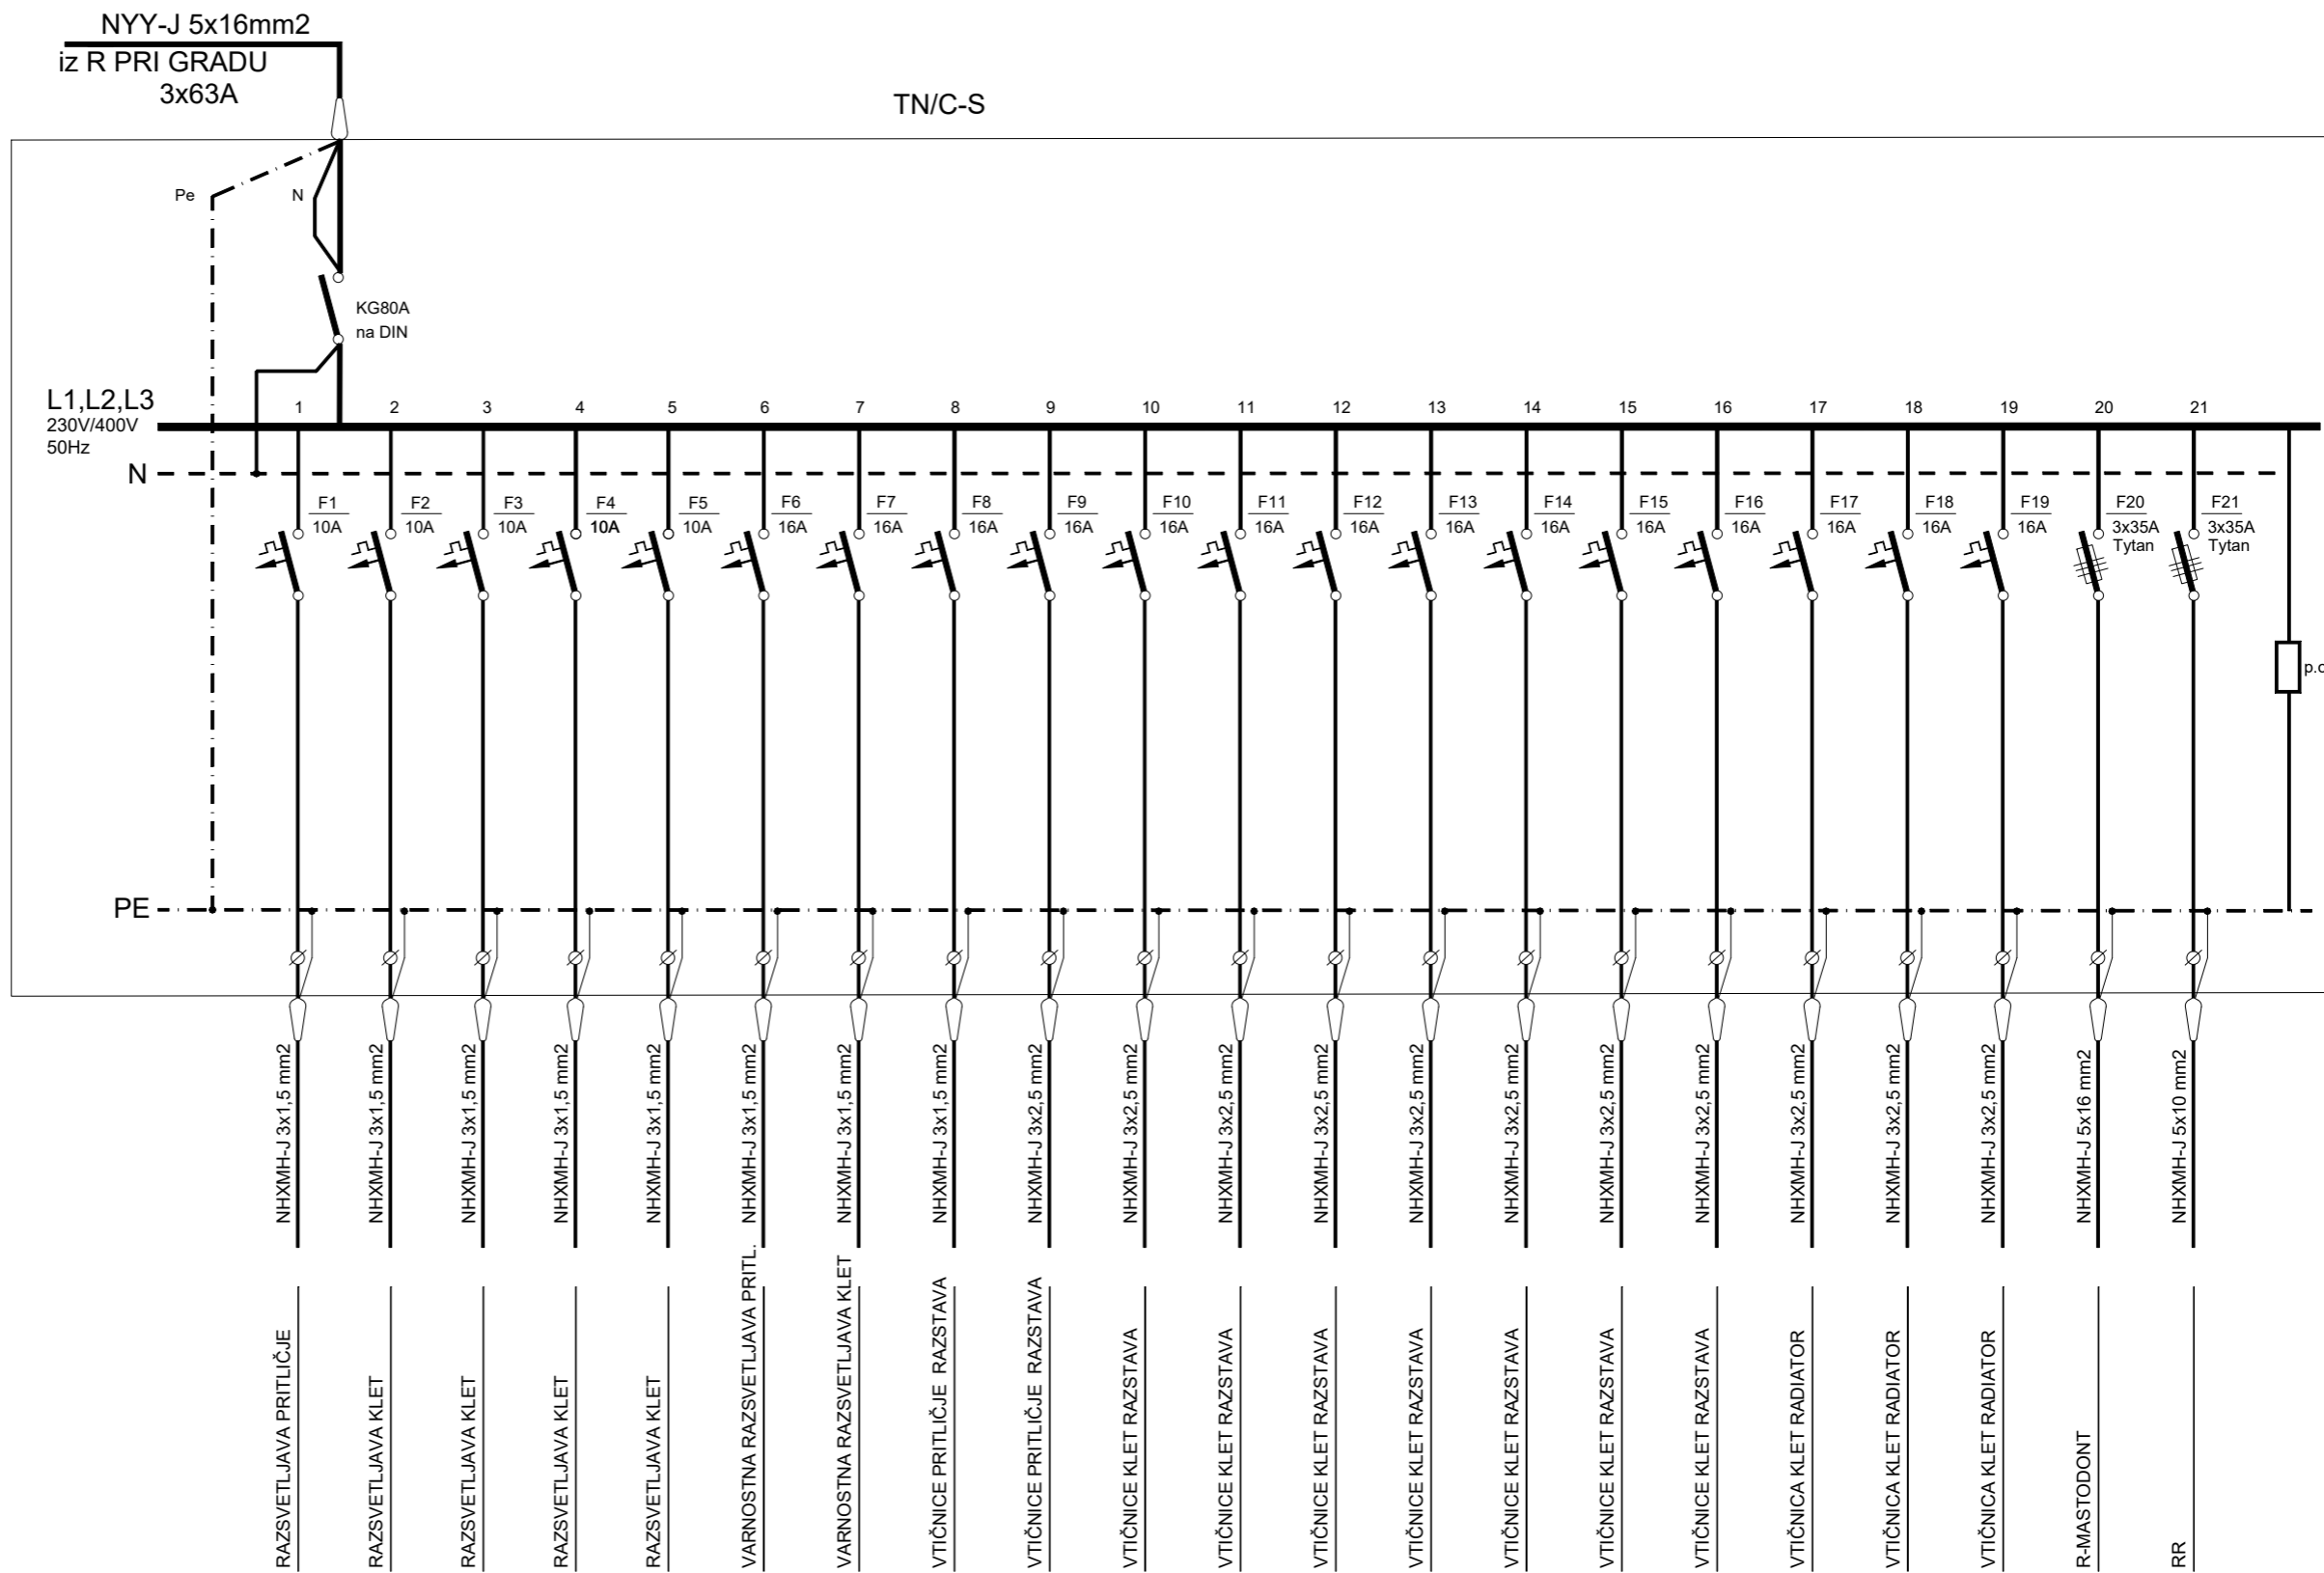 NYY-J 5x16mm2
iz R PRI GRADU
3x63A
TN/C-S
Pe
N
KG80A
na DIN
L1,L2,L3
230V/400V
50Hz
1 2 3 4 5 6 7 8 9 10 11 12 13 14 15 16 17 18 19 20 21
N
F1
10A
F2
10A
F3
10A
F4
10A
F5
10A
F6
16A
F7
16A
F8
16A
F9
16A
F10
16A
F11
16A
F12
16A
F13
16A
F14
16A
F15
16A
F16
16A
F17
16A
F18
16A
F19
16A
F20
3x35A
Tytan
F21
3x35A
Tytan
PE
NHXMH-J 3x1,5 mm2
NHXMH-J 3x1,5 mm2
NHXMH-J 3x1,5 mm2
NHXMH-J 3x1,5 mm2
NHXMH-J 3x1,5 mm2
NHXMH-J 3x1,5 mm2
NHXMH-J 3x1,5 mm2
NHXMH-J 3x1,5 mm2
NHXMH-J 3x2,5 mm2
NHXMH-J 3x2,5 mm2
NHXMH-J 3x2,5 mm2
NHXMH-J 3x2,5 mm2
NHXMH-J 3x2,5 mm2
NHXMH-J 3x2,5 mm2
NHXMH-J 3x2,5 mm2
NHXMH-J 3x2,5 mm2
NHXMH-J 3x2,5 mm2
NHXMH-J 3x2,5 mm2
NHXMH-J 3x2,5 mm2
NHXMH-J 5x16 mm2
NHXMH-J 5x10 mm2
RAZSVETLJAVA PRITLIČJE
RAZSVETLJAVA KLET
RAZSVETLJAVA KLET
RAZSVETLJAVA KLET
RAZSVETLJAVA KLET
VARNOSTNA RAZSVETLJAVA PRITL.
VARNOSTNA RAZSVETLJAVA KLET
VTIČNICE PRITLIČJE RAZSTAVA
VTIČNICE PRITLIČJE RAZSTAVA
VTIČNICE KLET RAZSTAVA
VTIČNICE KLET RAZSTAVA
VTIČNICE KLET RAZSTAVA
VTIČNICE KLET RAZSTAVA
VTIČNICE KLET RAZSTAVA
VTIČNICE KLET RAZSTAVA
VTIČNICE KLET RAZSTAVA
VTIČNICA KLET RADIATOR
VTIČNICA KLET RADIATOR
VTIČNICA KLET RADIATOR
R-MASTODONT
RR